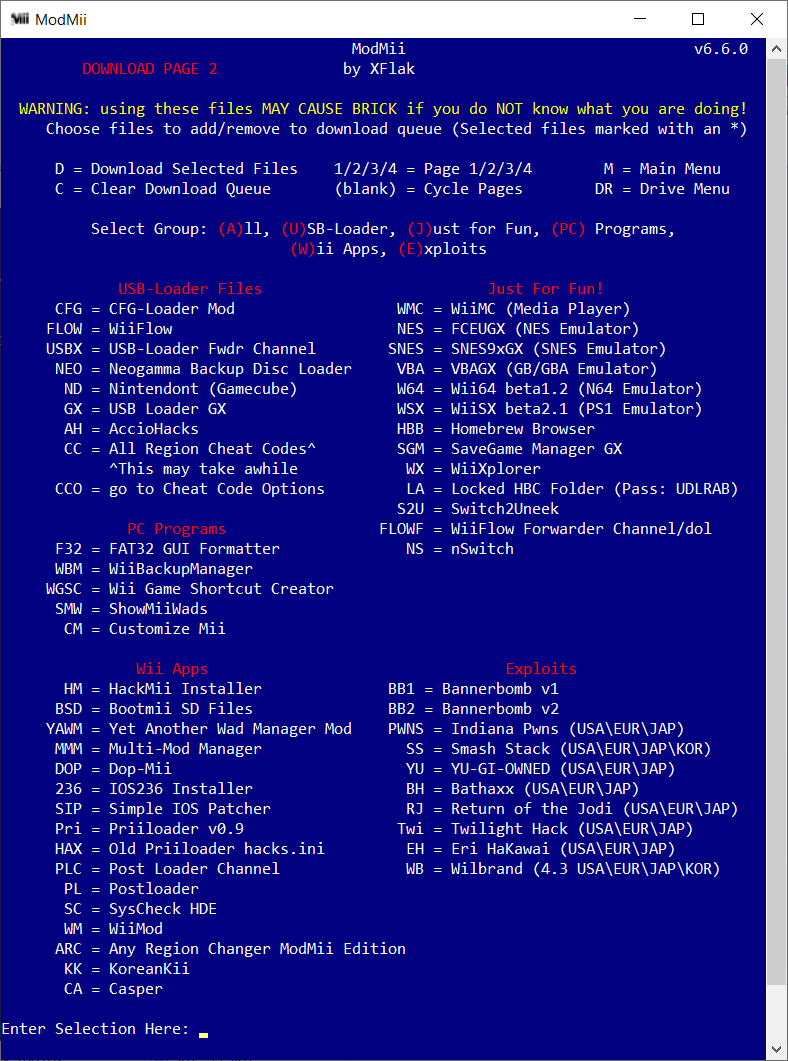 ModMii
ModMii v6.6.0
DOWNLOAD PAGE 2 by XFlak
WARNING: using these files MAY CAUSE BRICK if you do NOT know what you are doing!
Choose files to add/remove to download queue (Selected files marked with an *)
D = Download Selected Files 1/2/3/4 = Page 1/2/3/4 M = Main Menu
C = Clear Download Queue (blank) = Cycle Pages DR = Drive Menu
Select Group: (A)ll, (U)SB-Loader, (J)ust for Fun, (PC) Programs,
(W)ii Apps, (E)xploits
USB-Loader Files Just For Fun!
CFG = CFG-Loader Mod WMC = WiiMC (Media Player)
FLOW = WiiFlow NES = FCEUGX (NES Emulator)
USBX = USB-Loader Fwdr Channel SNES = SNES9xGX (SNES Emulator)
NEO = Neogamma Backup Disc Loader VBA = VBAGX (GB/GBA Emulator)
ND = Nintendont (Gamecube) W64 = Wii64 beta1.2 (N64 Emulator)
GX = USB Loader GX WSX = WiiSX beta2.1 (PS1 Emulator)
AH = AccioHacks HBB = Homebrew Browser
CC = All Region Cheat Codes^ SGM = SaveGame Manager GX
^This may take awhile WX = WiiXplorer
CCO = go to Cheat Code Options LA = Locked HBC Folder (Pass: UDLRAB)
S2U = Switch2Uneek
PC Programs FLOWF = WiiFlow Forwarder Channel/dol
F32 = FAT32 GUI Formatter NS = nSwitch
WBM = WiiBackupManager
WGSC = Wii Game Shortcut Creator
SMW = ShowMiiWads
CM = Customize Mii
Wii Apps Exploits
HM = HackMii Installer BB1 = Bannerbomb v1
BSD = Bootmii SD Files BB2 = Bannerbomb v2
YAWM = Yet Another Wad Manager Mod PWNS = Indiana Pwns (USA\EUR\JAP)
MMM = Multi-Mod Manager SS = Smash Stack (USA\EUR\JAP\KOR)
DOP = Dop-Mii YU = YU-GI-OWNED (USA\EUR\JAP)
236 = IOS236 Installer BH = Bathaxx (USA\EUR\JAP)
SIP = Simple IOS Patcher RJ = Return of the Jodi (USA\EUR\JAP)
Pri = Priiloader v0.9 Twi = Twilight Hack (USA\EUR\JAP)
HAX = Old Priiloader hacks.ini EH = Eri HaKawai (USA\EUR\JAP)
PLC = Post Loader Channel WB = Wilbrand (4.3 USA\EUR\JAP\KOR)
PL = Postloader
SC = SysCheck HDE
WM = WiiMod
ARC = Any Region Changer ModMii Edition
KK = KoreanKii
CA = Casper
Enter Selection Here: _